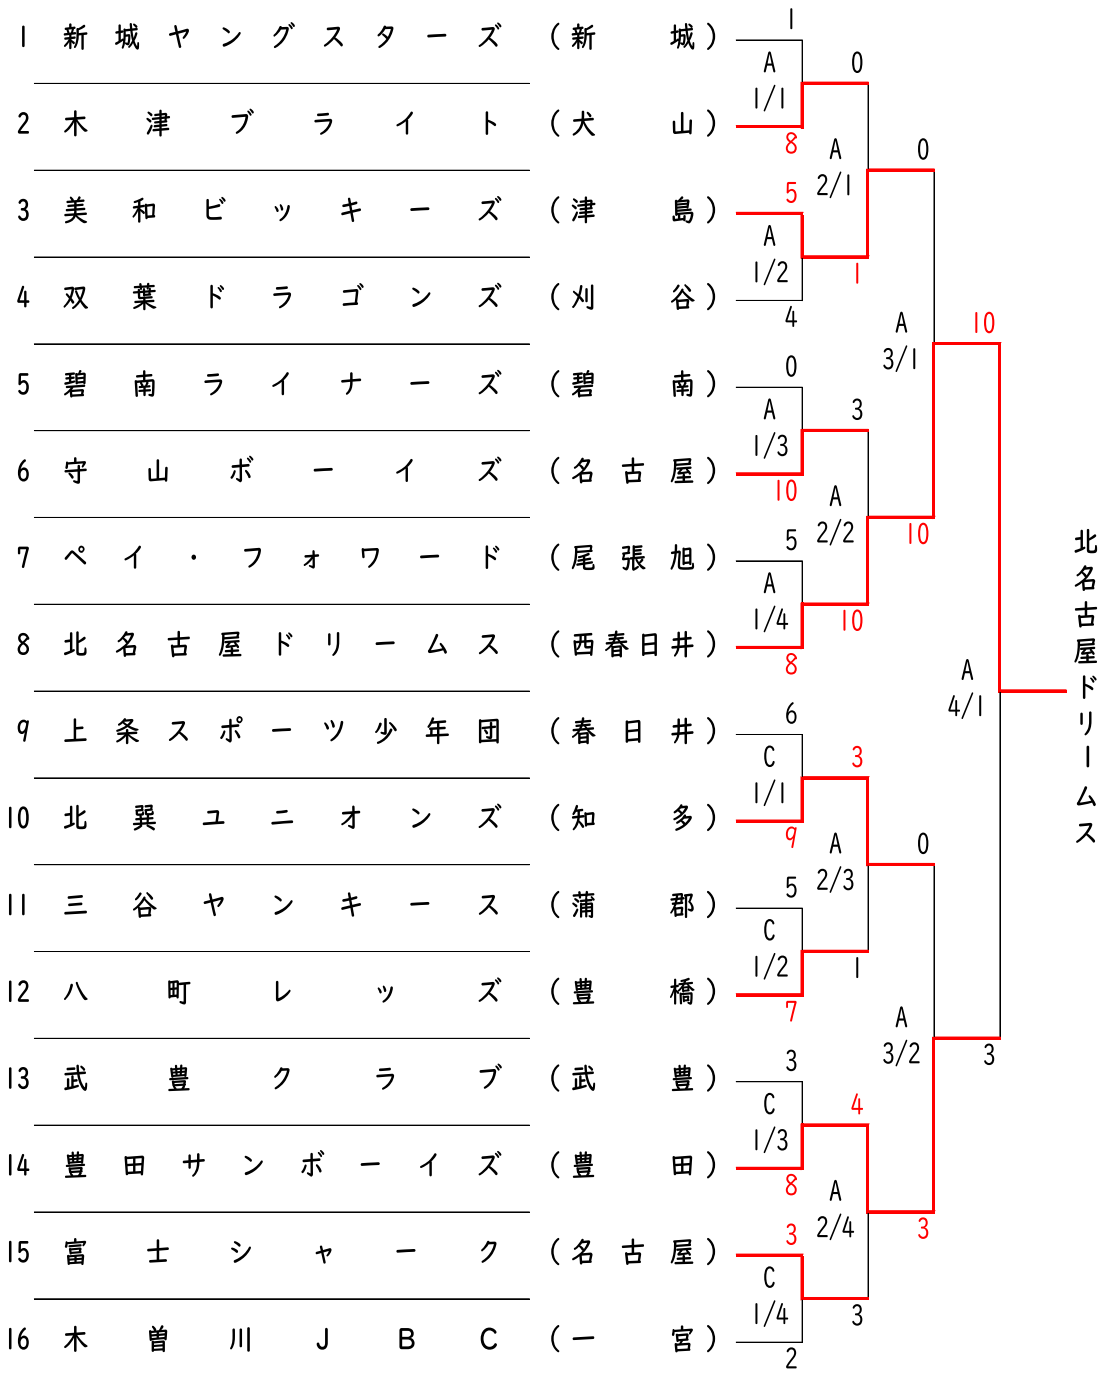 1 新城ヤングスターズ (新城)
2 木津ブライト (犬山)
3 美和ビッキーズ (津島)
4 双葉ドラゴンズ (刈谷)
5 碧南ライナーズ (碧南)
6 守山ボーイズ (名古屋)
7 ペイ・フォワード (尾張旭)
8 北名古屋ドリームス (西春日井)
9 上条スポーツ少年団 (春日井)
10 北巽ユニオンズ (知多)
11 三谷ヤンキース (蒲郡)
12 八町レッズ (豊橋)
13 武豊クラブ (武豊)
14 豊田サンボーイズ (豊田)
15 富士シャーク (名古屋)
16 木曽川JBC (一宮)
1
A
1/1
8
5
A
1/2
4
0
A
1/3
10
5
A
1/4
8
6
C
1/1
9
5
C
1/2
7
3
C
1/3
8
3
C
1/4
2
0
A
2/1
1
3
A
2/2
10
3
A
2/3
1
4
A
2/4
3
0
A
3/1
10
0
A
3/2
3
10
A
4/1
3
北名古屋ドリームス